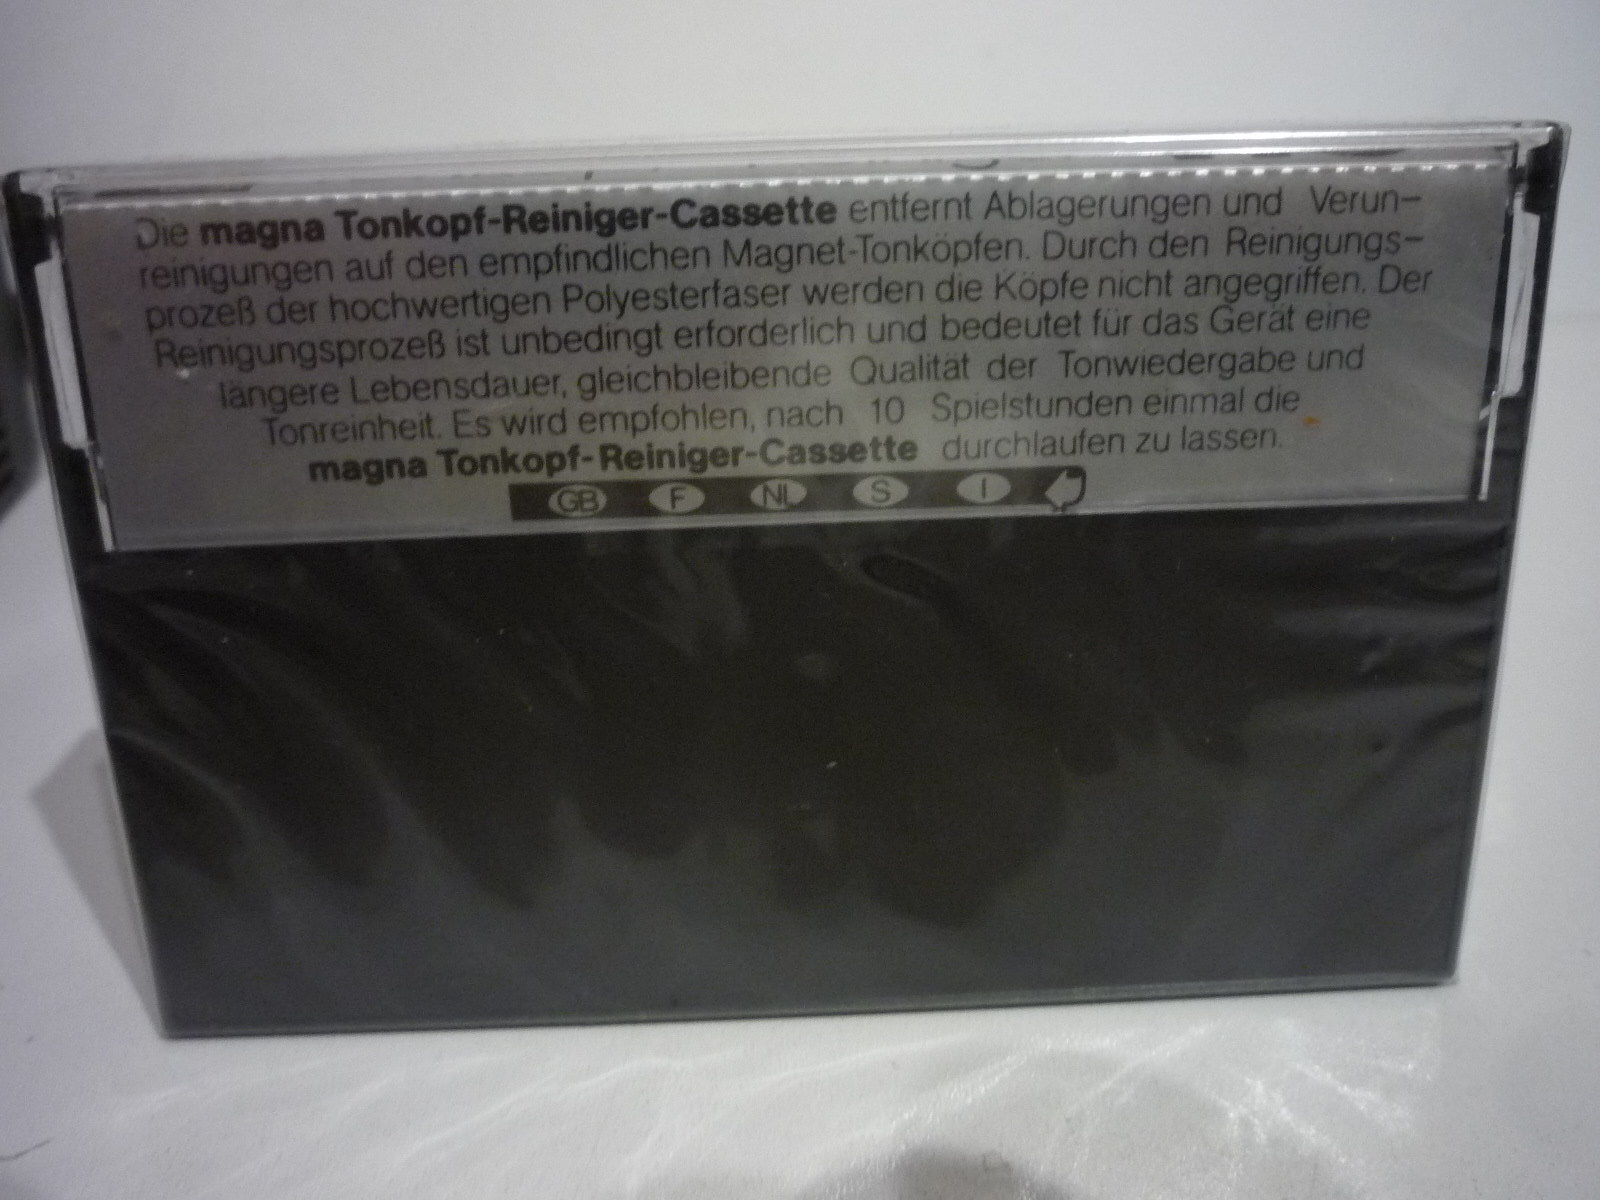 Die magna Tonkopf-Reiniger-Cassette entfernt Ablagerungen und Verun-
reinigungen auf den empfindlichen Magnet-Tonköpfen. Durch den Reinigungs-
prozeß der hochwertigen Polyesterfaser werden die Köpfe nicht angegriffen. Der
Reinigungsprozeß ist unbedingt erforderlich und bedeutet für das Gerät eine
längere Lebensdauer, gleichbleibende Qualität der Tonwiedergabe und
Tonreinheit. Es wird empfohlen, nach 10 Spielstunden einmal die
magna Tonkopf-Reiniger-Cassette durchlaufen zu lassen.
GB F NL S I